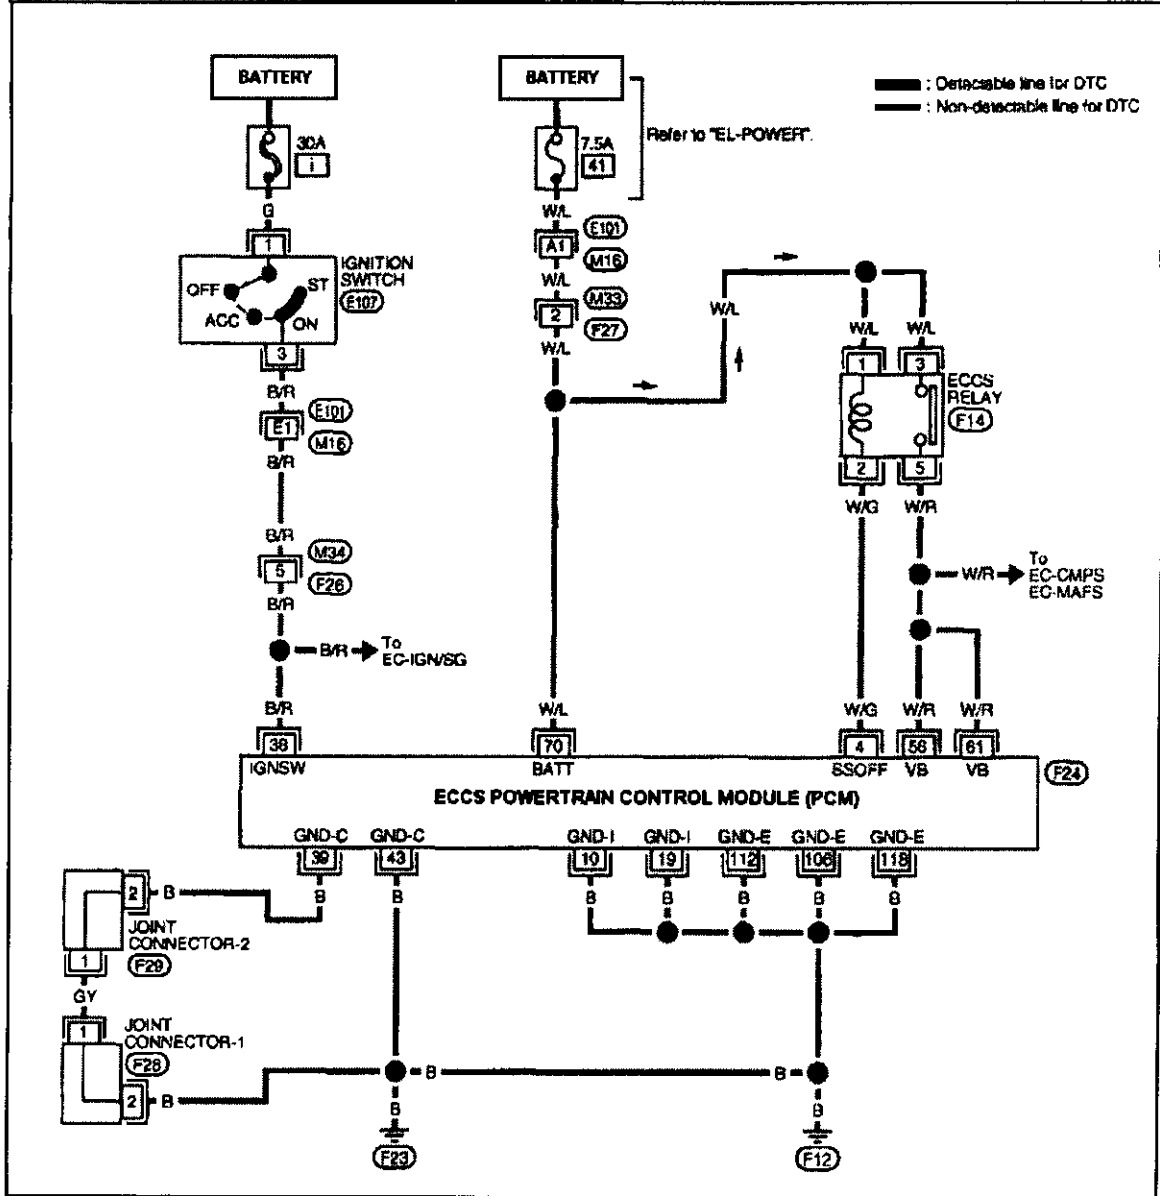 BATTERY
BATTERY
: Detectable line for DTC
: Non-detectable line for DTC
Refer to "EL-POWER".
30A
i
7.5A
41
G
W/L
1
E101
A1
M16
IGNITION
SWITCH
E107
OFF
ST
ACC
ON
W/L
M33
2
F27
W/L
W/L
W/L
W/L
3
1
3
ECCS
RELAY
F14
B/R
E101
E1
M16
B/R
2
5
W/G
W/R
B/R
M34
5
F26
B/R
W/R
To
EC-CMPS
EC-MAFS
B/R
To
EC-IGN/SG
B/R
W/L
W/G
W/R
W/R
38
70
4
56
61
IGNSW
BATT
SSOFF
VB
VB
F24
ECCS POWERTRAIN CONTROL MODULE (PCM)
GND-C
GND-C
GND-I
GND-I
GND-E
GND-E
GND-E
39
43
10
19
112
106
118
2
B
B
B
B
B
B
B
B
JOINT
CONNECTOR-2
1
F29
GY
1
JOINT
CONNECTOR-1
F28
B
B
2
B
B
B
F23
F12